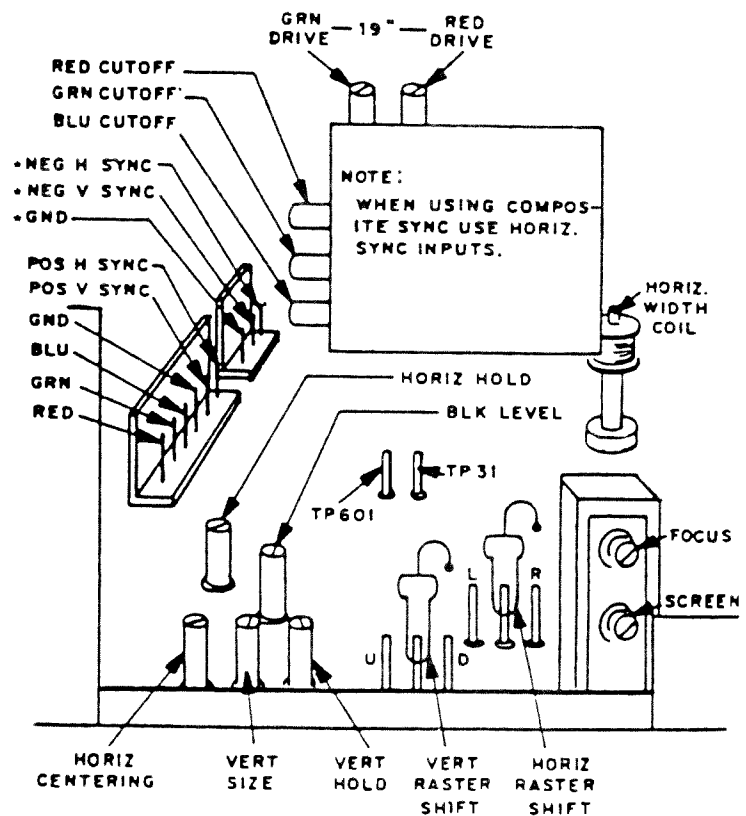 GRN
DRIVE
— 19" —
RED
DRIVE
RED CUTOFF
GRN CUTOFF
BLU CUTOFF
*NEG H SYNC
*NEG V SYNC
*GND
POS H SYNC
POS V SYNC
GND
BLU
GRN
RED
NOTE:
WHEN USING COMPOS-
ITE SYNC USE HORIZ.
SYNC INPUTS.
HORIZ.
WIDTH
COIL
HORIZ HOLD
BLK LEVEL
TP601
TP31
FOCUS
SCREEN
L
R
U
D
HORIZ
CENTERING
VERT
SIZE
VERT
HOLD
VERT
RASTER
SHIFT
HORIZ
RASTER
SHIFT